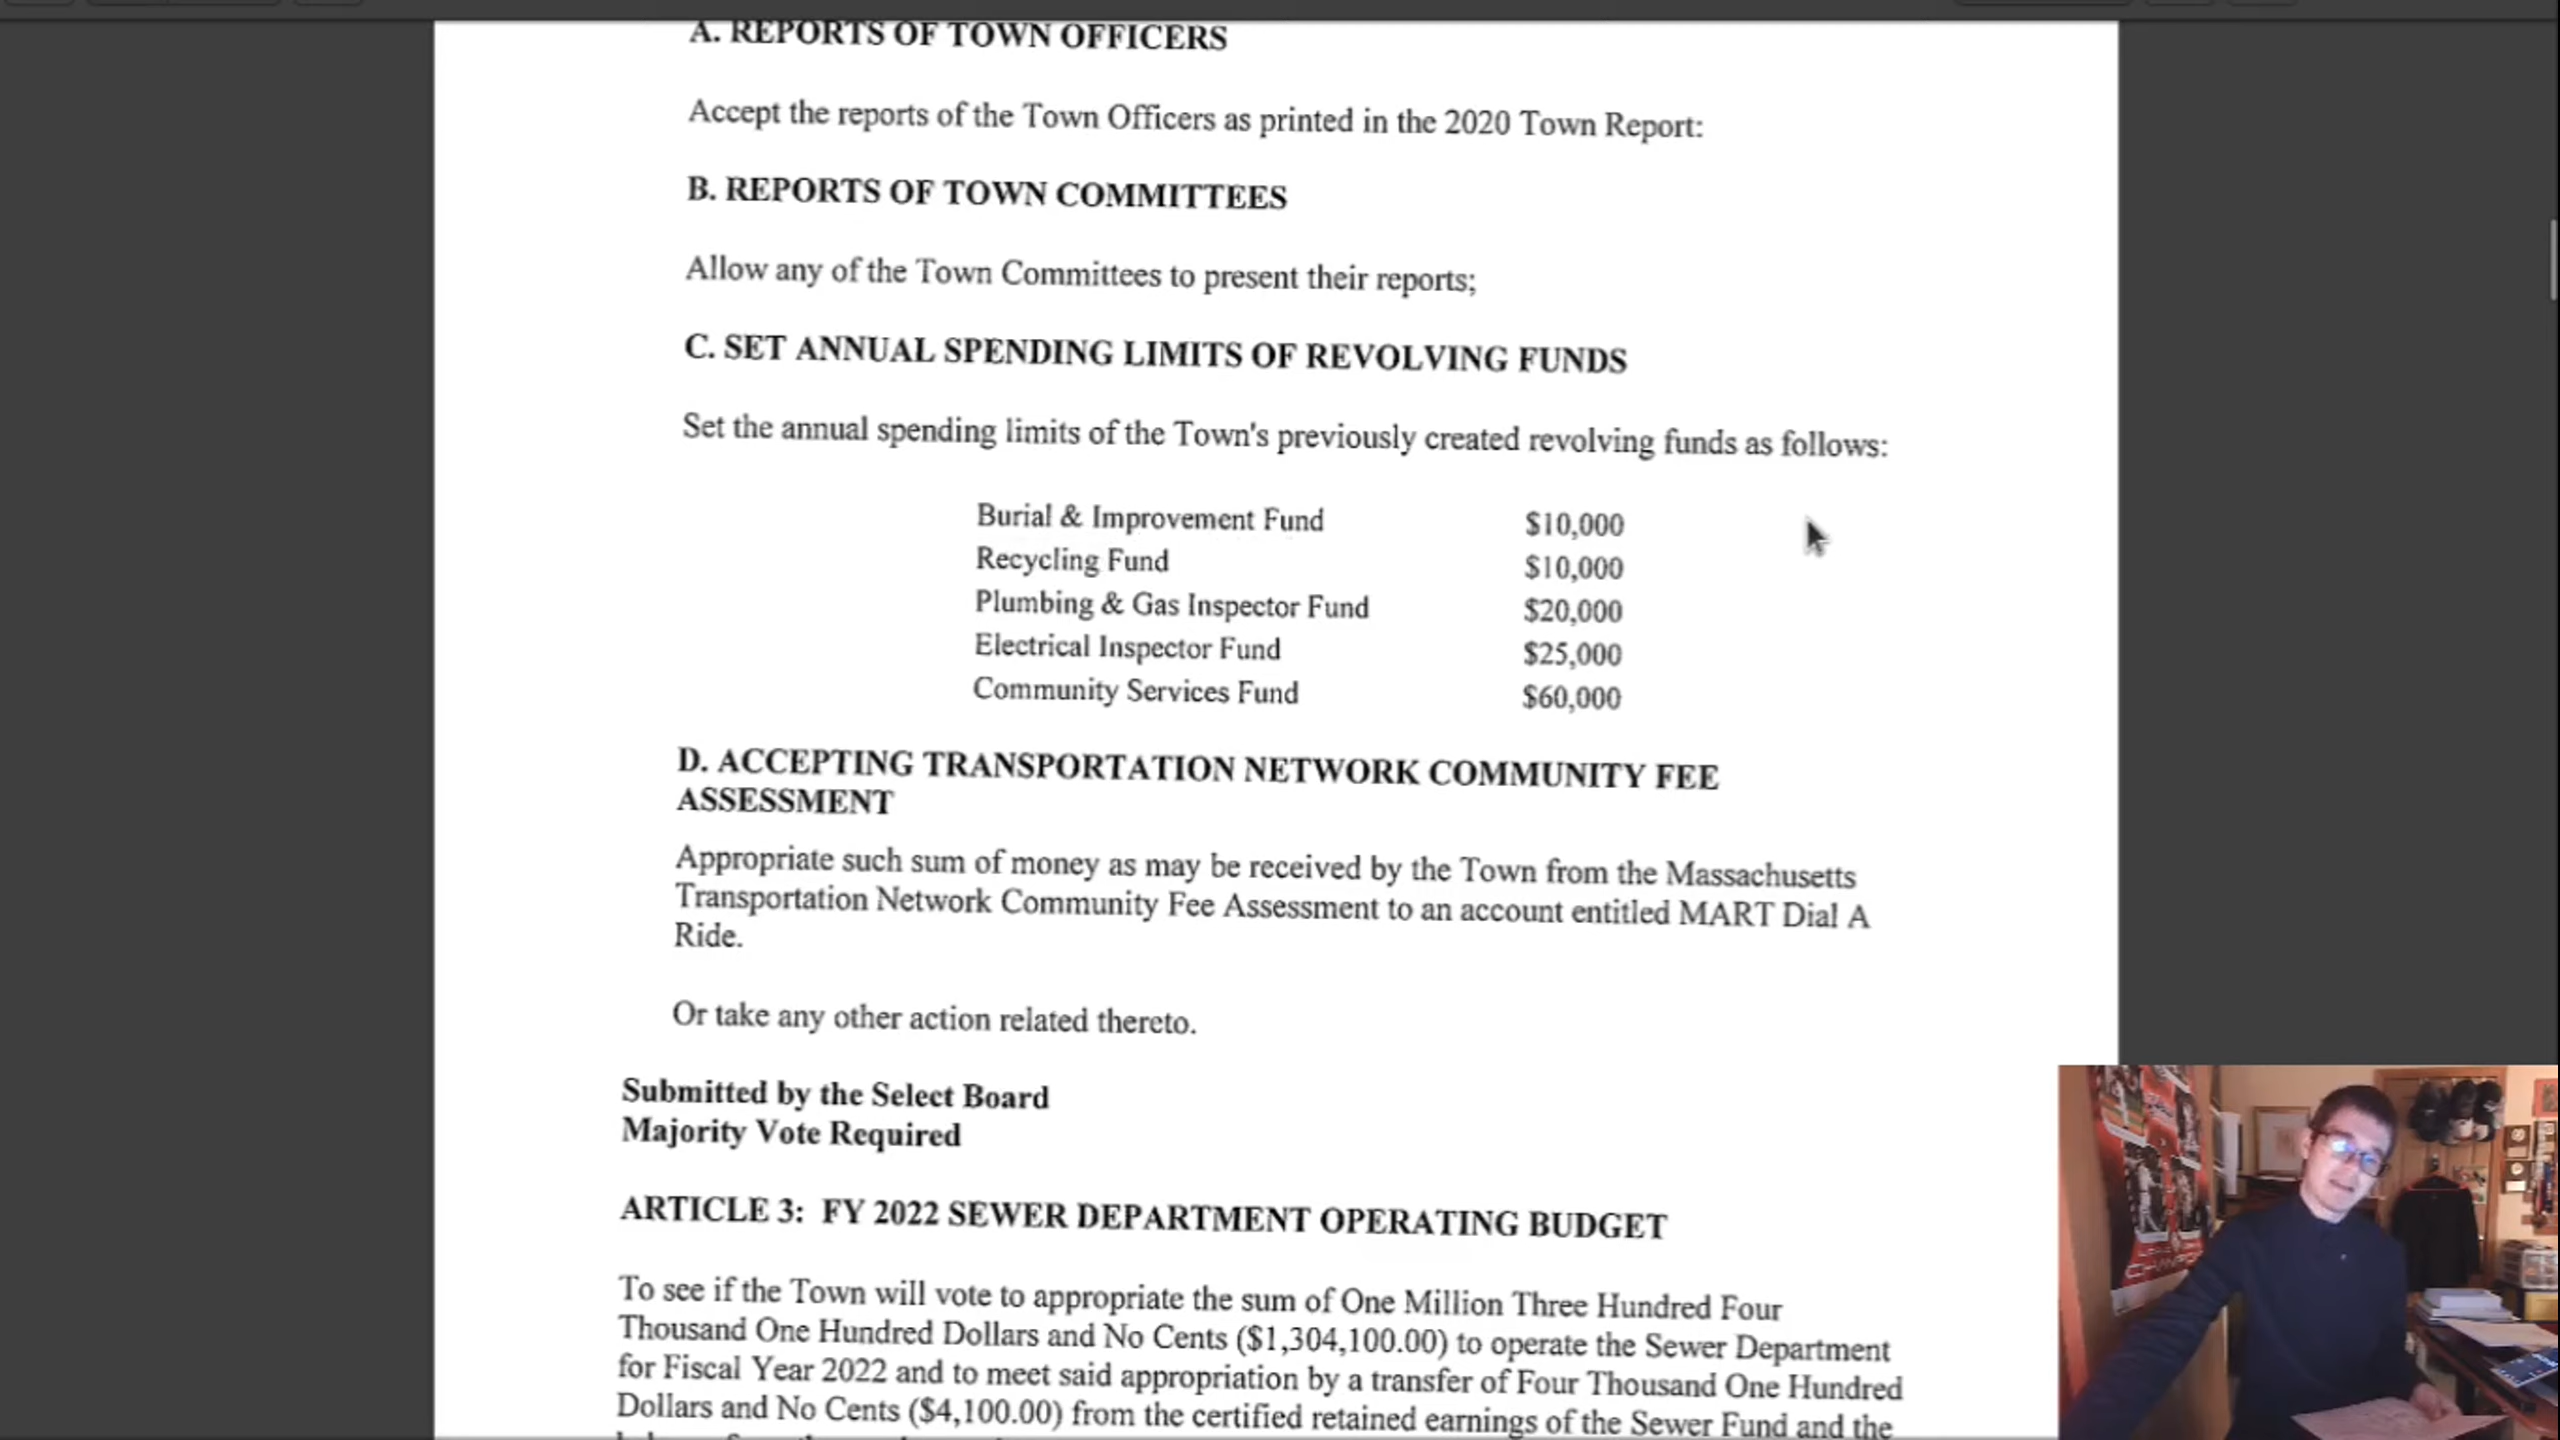 A. REPORTS OF TOWN OFFICERS
Accept the reports of the Town Officers as printed in the 2020 Town Report:
B. REPORTS OF TOWN COMMITTEES
Allow any of the Town Committees to present their reports;
C. SET ANNUAL SPENDING LIMITS OF REVOLVING FUNDS
Set the annual spending limits of the Town's previously created revolving funds as follows:
Burial & Improvement Fund $10,000
Recycling Fund $10,000
Plumbing & Gas Inspector Fund $20,000
Electrical Inspector Fund $25,000
Community Services Fund $60,000
D. ACCEPTING TRANSPORTATION NETWORK COMMUNITY FEE
ASSESSMENT
Appropriate such sum of money as may be received by the Town from the Massachusetts
Transportation Network Community Fee Assessment to an account entitled MART Dial A
Ride.
Or take any other action related thereto.
Submitted by the Select Board
Majority Vote Required
ARTICLE 3: FY 2022 SEWER DEPARTMENT OPERATING BUDGET
To see if the Town will vote to appropriate the sum of One Million Three Hundred Four
Thousand One Hundred Dollars and No Cents ($1,304,100.00) to operate the Sewer Department
for Fiscal Year 2022 and to meet said appropriation by a transfer of Four Thousand One Hundred
Dollars and No Cents ($4,100.00) from the certified retained earnings of the Sewer Fund and the